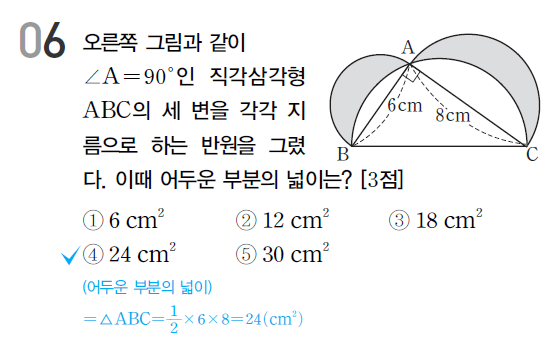 06 오른쪽 그림과 같이
∠A=90°인 직각삼각형
ABC의 세 변을 각각 지
름으로 하는 반원을 그렸
다. 이때 어두운 부분의 넓이는? [3점]
A
6cm
8cm
B
C
① 6 cm² ② 12 cm² ③ 18 cm²
④ 24 cm² ⑤ 30 cm²
(어두운 부분의 넓이)
=△ABC=1/2×6×8=24(cm²)